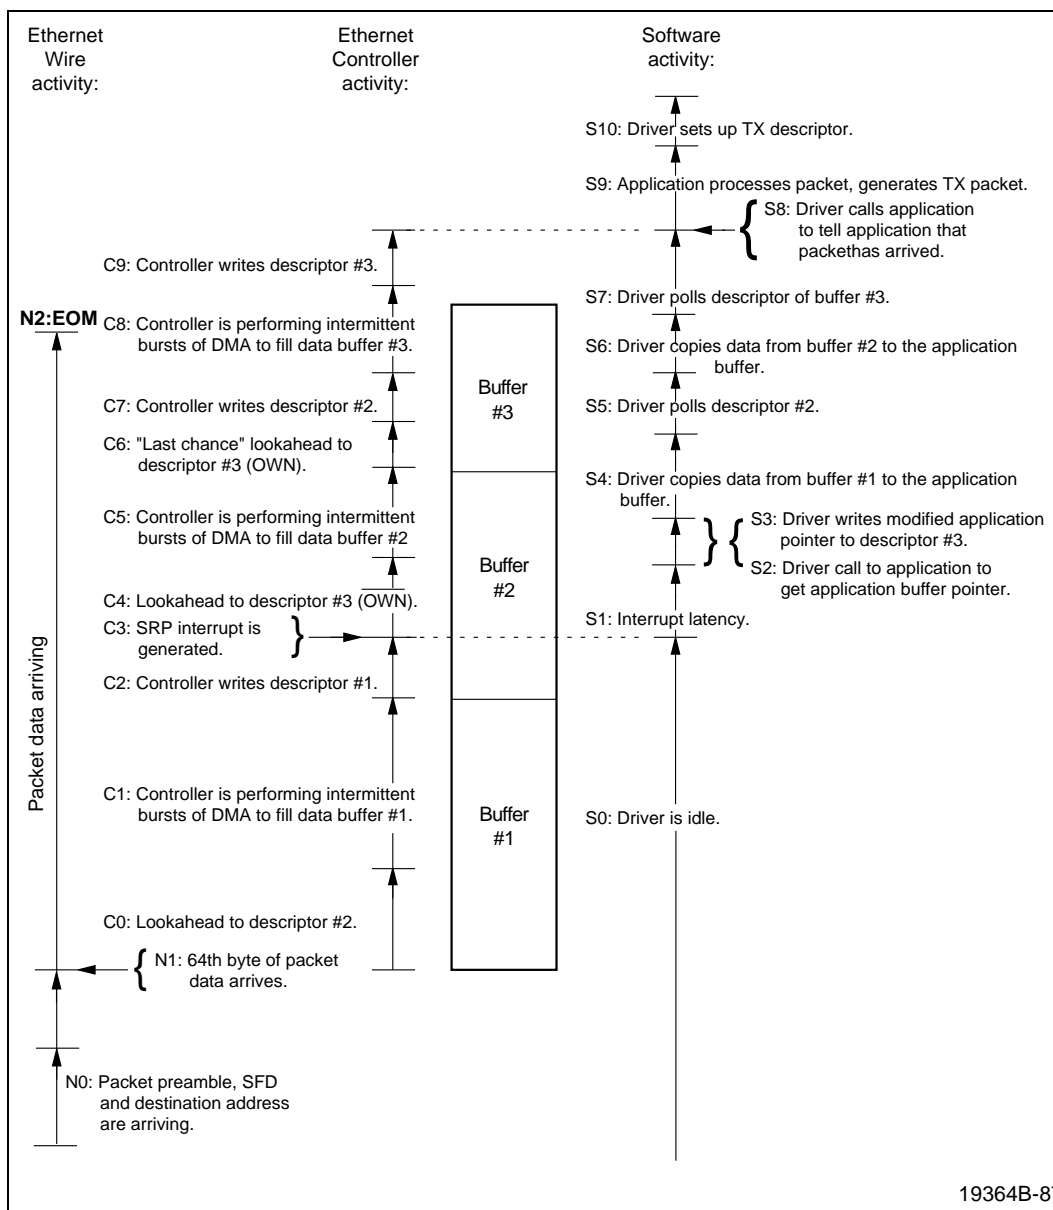 Ethernet
Wire
activity:
Ethernet
Controller
activity:
Software
activity:
S10: Driver sets up TX descriptor.
S9: Application processes packet, generates TX packet.
S8: Driver calls application
to tell application that
packethas arrived.
C9: Controller writes descriptor #3.
S7: Driver polls descriptor of buffer #3.
N2:EOM
C8: Controller is performing intermittent
bursts of DMA to fill data buffer #3.
S6: Driver copies data from buffer #2 to the application
buffer.
Buffer
#3
C7: Controller writes descriptor #2.
S5: Driver polls descriptor #2.
C6: "Last chance" lookahead to
descriptor #3 (OWN).
S4: Driver copies data from buffer #1 to the application
buffer.
C5: Controller is performing intermittent
bursts of DMA to fill data buffer #2
S3: Driver writes modified application
pointer to descriptor #3.
Buffer
#2
S2: Driver call to application to
get application buffer pointer.
C4: Lookahead to descriptor #3 (OWN).
S1: Interrupt latency.
C3: SRP interrupt is
generated.
C2: Controller writes descriptor #1.
Packet data arriving
C1: Controller is performing intermittent
bursts of DMA to fill data buffer #1.
Buffer
#1
S0: Driver is idle.
C0: Lookahead to descriptor #2.
N1: 64th byte of packet
data arrives.
N0: Packet preamble, SFD
and destination address
are arriving.
19364B-87